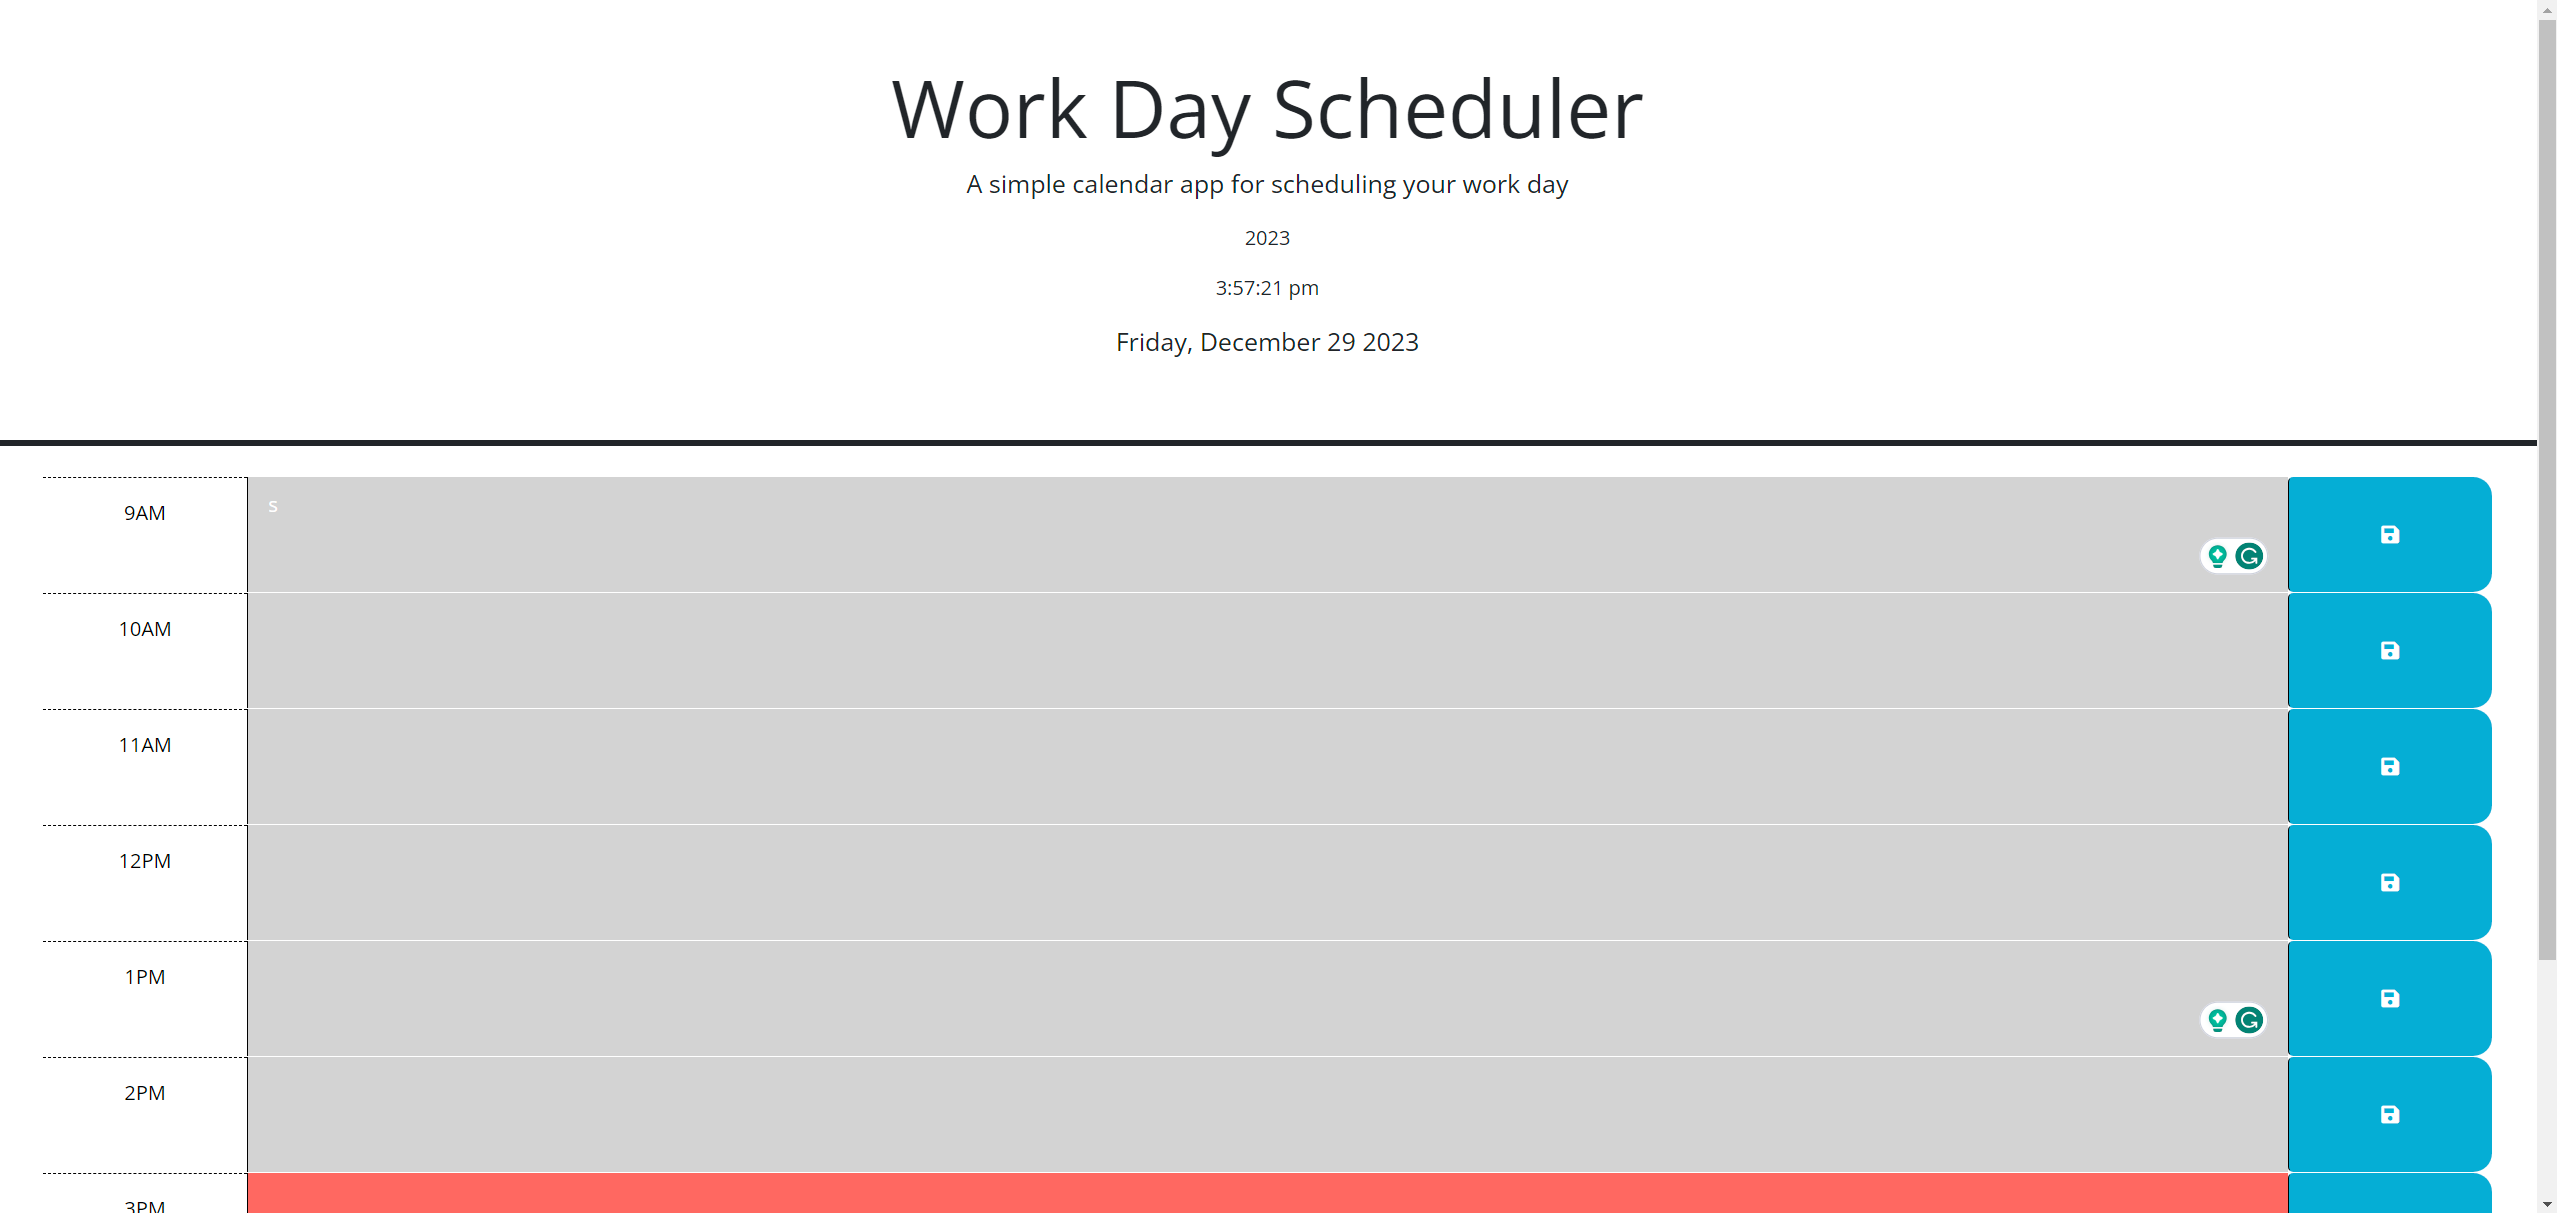 Work Day Scheduler
A simple calendar app for scheduling your work day
2023
3:57:21 pm
Friday, December 29 2023
9AM
s
10AM
11AM
12PM
1PM
2PM
3PM